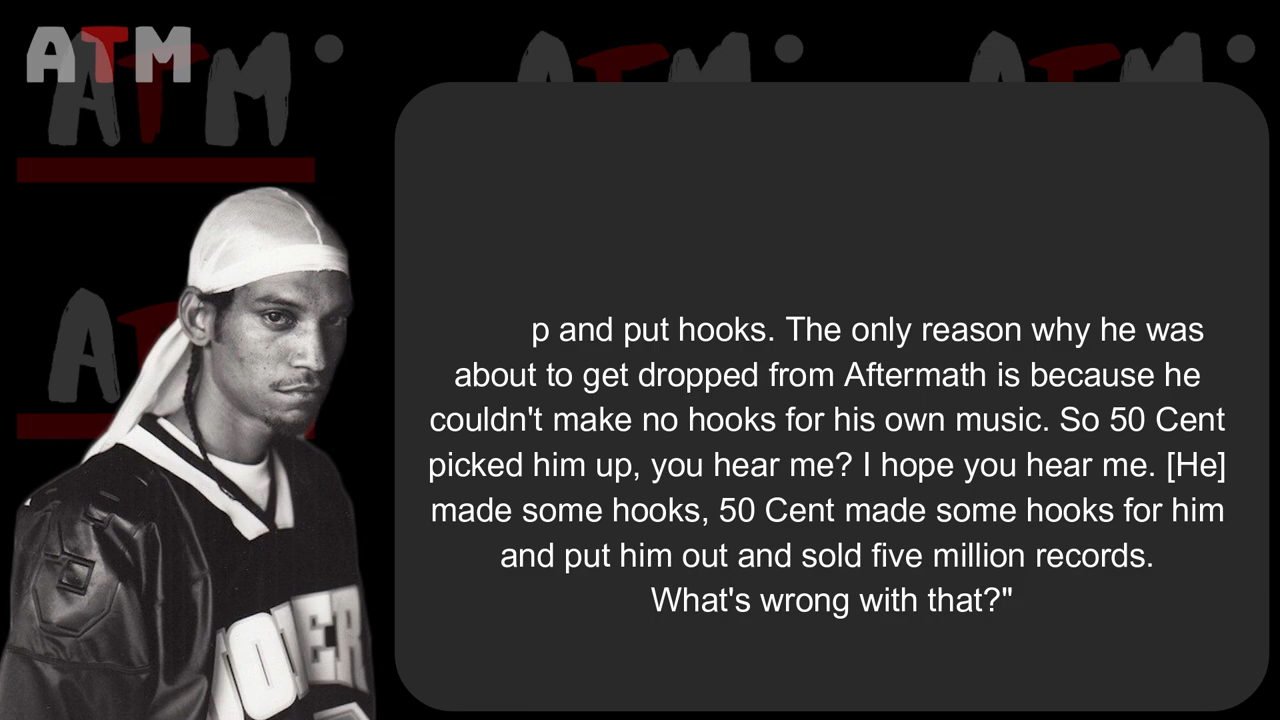 ATM
ATM
ATM
ATM
p and put hooks. The only reason why he was
about to get dropped from Aftermath is because he
couldn't make no hooks for his own music. So 50 Cent
picked him up, you hear me? I hope you hear me. [He]
made some hooks, 50 Cent made some hooks for him
and put him out and sold five million records.
What's wrong with that?"